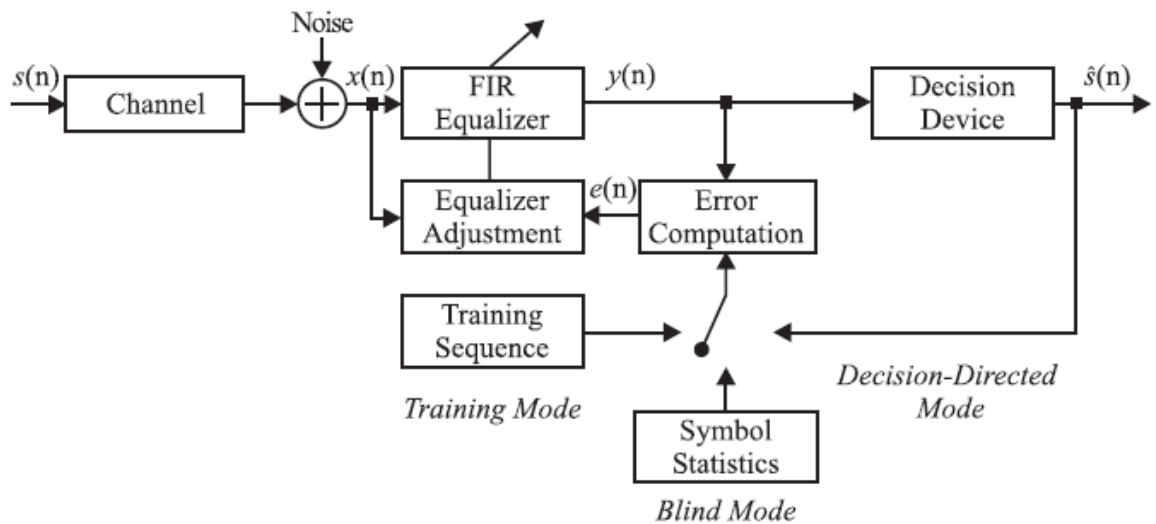 Noise
s(n)
x(n)
y(n)
ŝ(n)
Channel
FIR
Equalizer
Decision
Device
Equalizer
Adjustment
e(n)
Error
Computation
Training
Sequence
Training Mode
Decision-Directed
Mode
Symbol
Statistics
Blind Mode